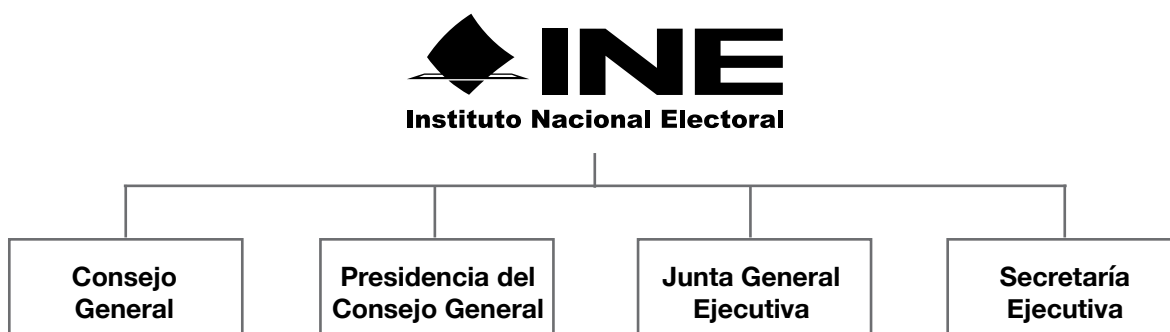 INE
Instituto Nacional Electoral
Consejo
General
Presidencia del
Consejo General
Junta General
Ejecutiva
Secretaría
Ejecutiva